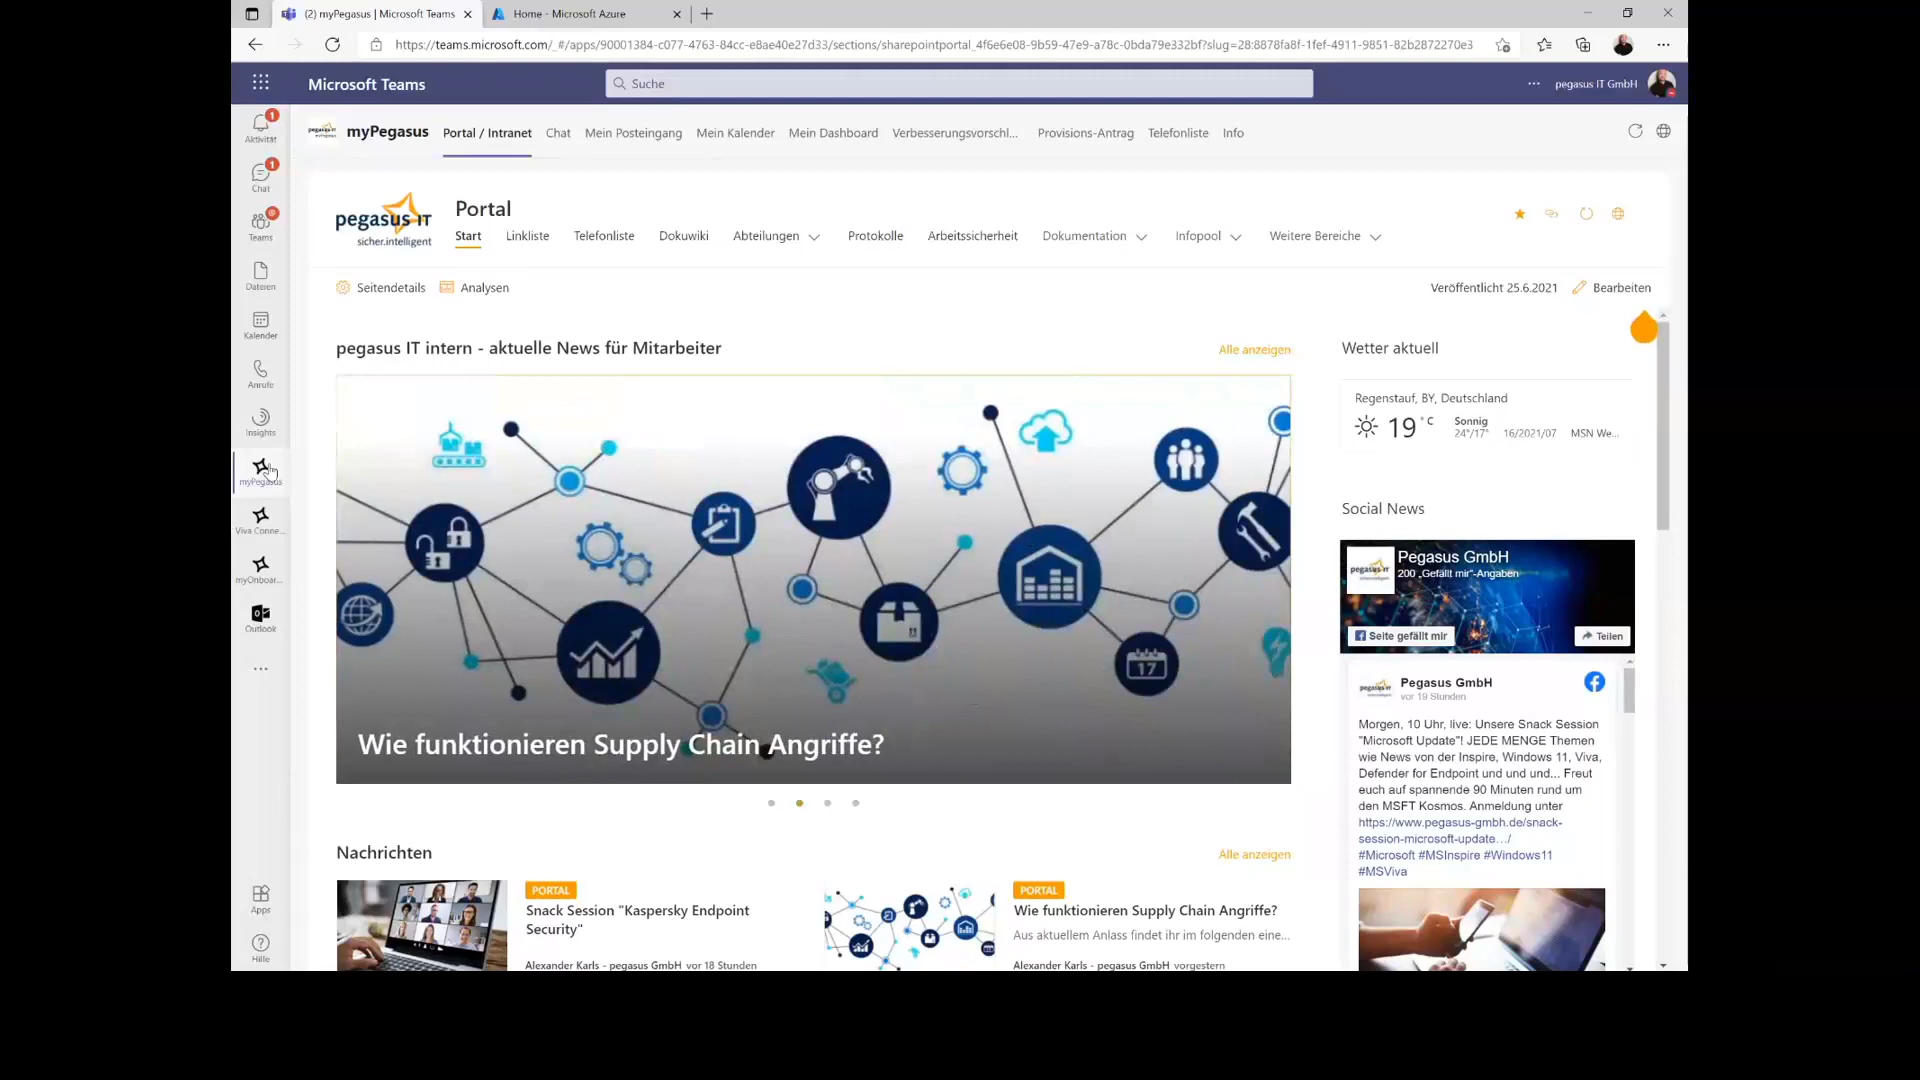 (2) myPegasus | Microsoft Teams
Home - Microsoft Azure
https://teams.microsoft.com/_#/apps/90001384-c077-4763-84cc-e8ae40e27d33/sections/sharepointportal_4f6e6e08-9b59-47e9-a78c-0bda79e332bf?slug=28:8878fa8f-1fef-4911-9851-82b2872270e3
Microsoft Teams
Suche
pegasus IT GmbH
1
Aktivität
1
Chat
@
Teams
Dateien
Kalender
Anrufe
Insights
myPegasus
Viva Conne...
myOnboar...
Outlook
Apps
Hilfe
myPegasus
Portal / Intranet
Chat
Mein Posteingang
Mein Kalender
Mein Dashboard
Verbesserungsvorschl...
Provisions-Antrag
Telefonliste
Info
pegasus IT
sicher.intelligent
Portal
Start
Linkliste
Telefonliste
Dokuwiki
Abteilungen
Protokolle
Arbeitssicherheit
Dokumentation
Infopool
Weitere Bereiche
Seitendetails
Analysen
Veröffentlicht 25.6.2021
Bearbeiten
pegasus IT intern - aktuelle News für Mitarbeiter
Alle anzeigen
17
Wie funktionieren Supply Chain Angriffe?
Nachrichten
Alle anzeigen
PORTAL
Snack Session "Kaspersky Endpoint
Security"
Alexander Karls - pegasus GmbH vor 18 Stunden
PORTAL
Wie funktionieren Supply Chain Angriffe?
Aus aktuellem Anlass findet ihr im folgenden eine...
Alexander Karls - pegasus GmbH vorgestern
Wetter aktuell
Regenstauf, BY, Deutschland
19 °C
Sonnig
24°/17°
16/2021/07
MSN We...
Social News
Pegasus GmbH
200 „Gefällt mir“-Angaben
Seite gefällt mir
Teilen
Pegasus GmbH
vor 19 Stunden
Morgen, 10 Uhr, live: Unsere Snack Session
"Microsoft Update"! JEDE MENGE Themen
wie News von der Inspire, Windows 11, Viva,
Defender for Endpoint und und und... Freut
euch auf spannende 90 Minuten rund um
den MSFT Kosmos. Anmeldung unter
https://www.pegasus-gmbh.de/snack-
session-microsoft-update…/
#Microsoft #MSInspire #Windows11
#MSViva